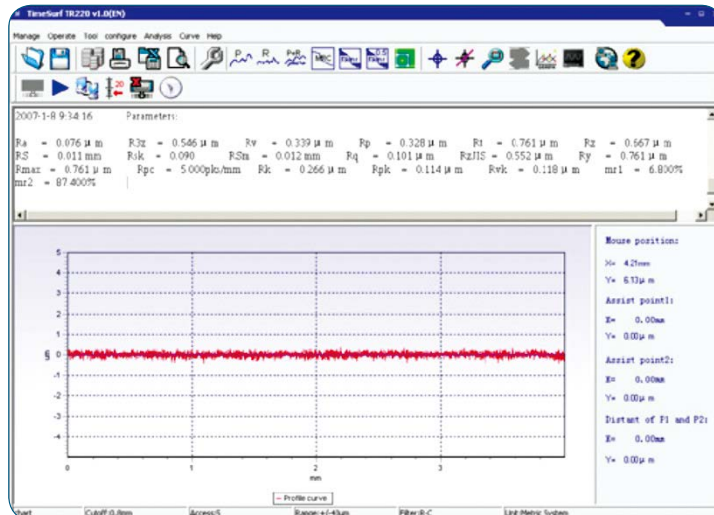 TimeSurf TR220 v1.0(EN)
Manage Operate Tool configure Analysis Curve Help
P R P+R
MRC 0.5
20
2007-1-8 9:34:16 Parameters:
Ra = 0.076 μ m R3z = 0.546 μ m Rv = 0.339 μ m Rp = 0.328 μ m Rt = 0.761 μ m Rz = 0.667 μ m
RS = 0.011 mm Rsk = 0.090 RSm = 0.012 mm Rq = 0.101 μ m RzJIS = 0.552 μ m Ry = 0.761 μ m
Rmax = 0.761 μ m Rpc = 5.000pks/mm Rk = 0.266 μ m Rpk = 0.114 μ m Rvk = 0.118 μ m mr1 = 6.800%
mr2 = 87.400%
5
4
3
2
1
0
-1
-2
-3
-4
μm
0 1 2 3
mm
Profile curve
Mouse position:
X= 4.21mm
Y= 6.13μ m
Assist point1:
X= 0.00mm
Y= 0.00μ m
Assist point2:
X= 0.00mm
Y= 0.00μ m
Distant of P1 and P2:
X= 0.00mm
Y= 0.00μ m
Cutoff:0.8mm Access:5 Range:+/-40μm Filter:R-C Unit:Metric System